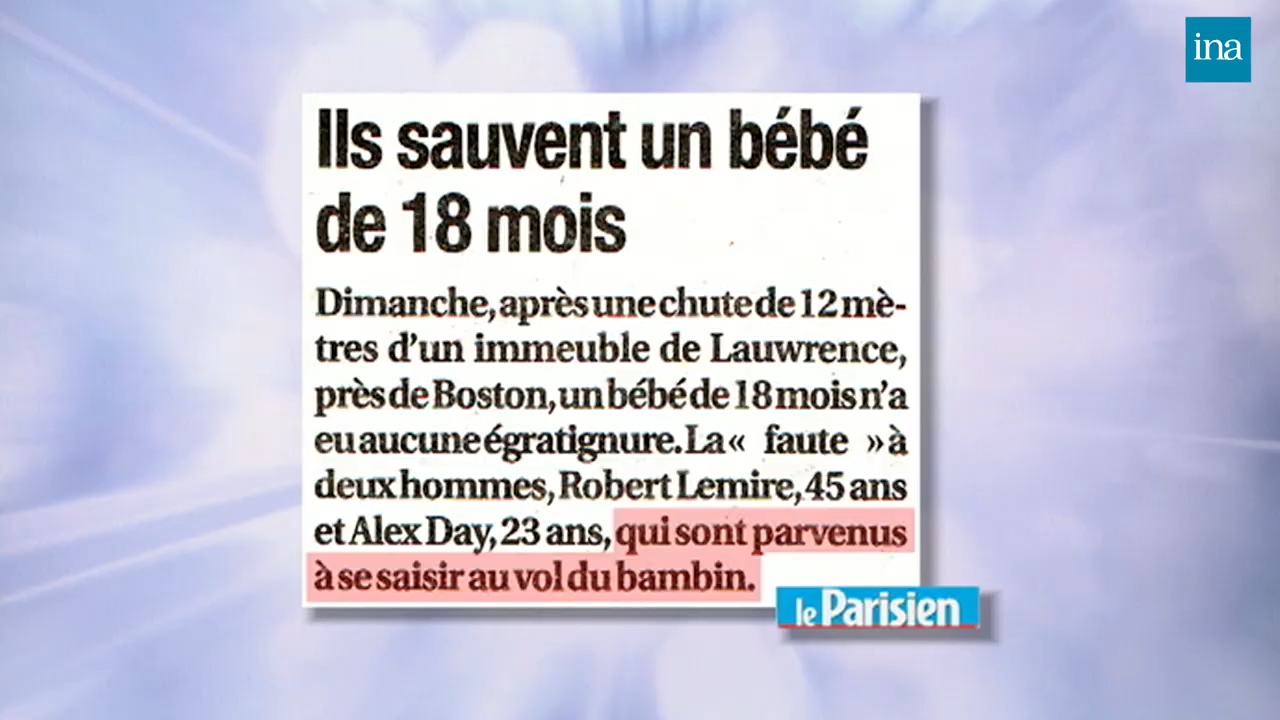 ina
Ils sauvent un bébé
de 18 mois
Dimanche, après une chute de 12 mè-
tres d'un immeuble de Lauwrence,
près de Boston, un bébé de 18 mois n'a
eu aucune égratignure. La « faute » à
deux hommes, Robert Lemire, 45 ans
et Alex Day, 23 ans, qui sont parvenus
à se saisir au vol du bambin.
le Parisien